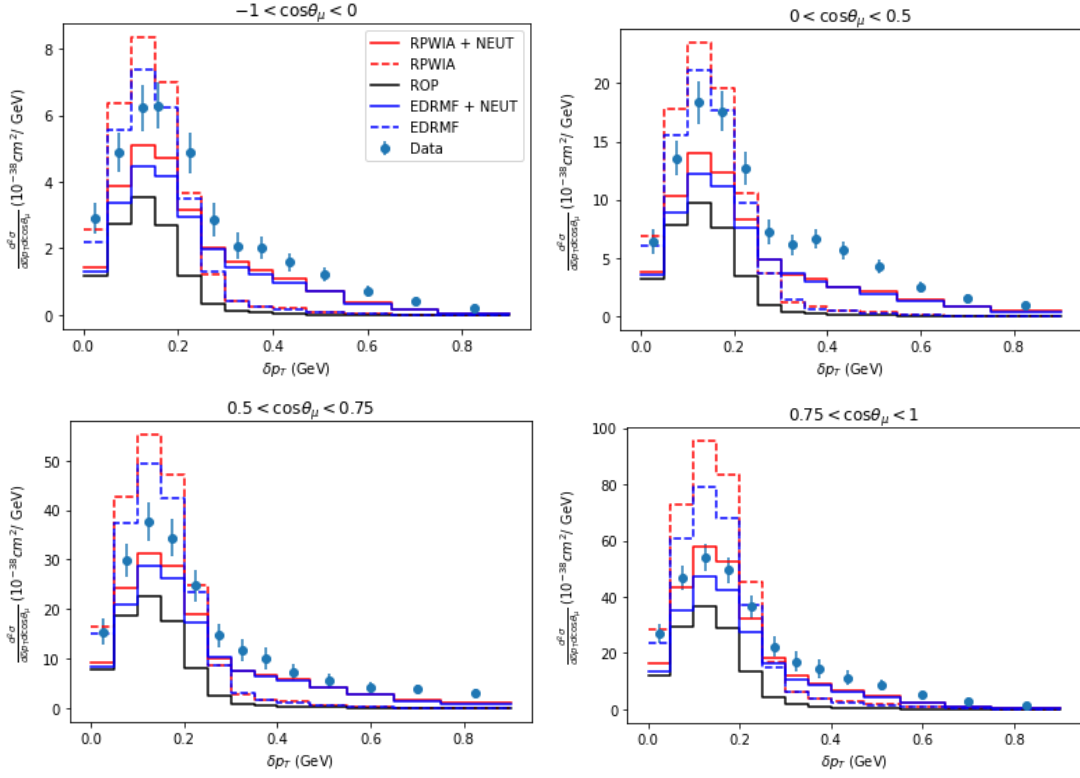 −1 < cosθμ < 0
d²σ/dδpTdcosθμ (10⁻³⁸cm²/ GeV)
8
6
4
2
0
RPWIA + NEUT
RPWIA
ROP
EDRMF + NEUT
EDRMF
Data
0.0 0.2 0.4 0.6 0.8
δpT (GeV)
0 < cosθμ < 0.5
d²σ/dδpTdcosθμ (10⁻³⁸cm²/ GeV)
20
15
10
5
0
0.0 0.2 0.4 0.6 0.8
δpT (GeV)
0.5 < cosθμ < 0.75
d²σ/dδpTdcosθμ (10⁻³⁸cm²/ GeV)
50
40
30
20
10
0
0.0 0.2 0.4 0.6 0.8
δpT (GeV)
0.75 < cosθμ < 1
d²σ/dδpTdcosθμ (10⁻³⁸cm²/ GeV)
100
80
60
40
20
0
0.0 0.2 0.4 0.6 0.8
δpT (GeV)